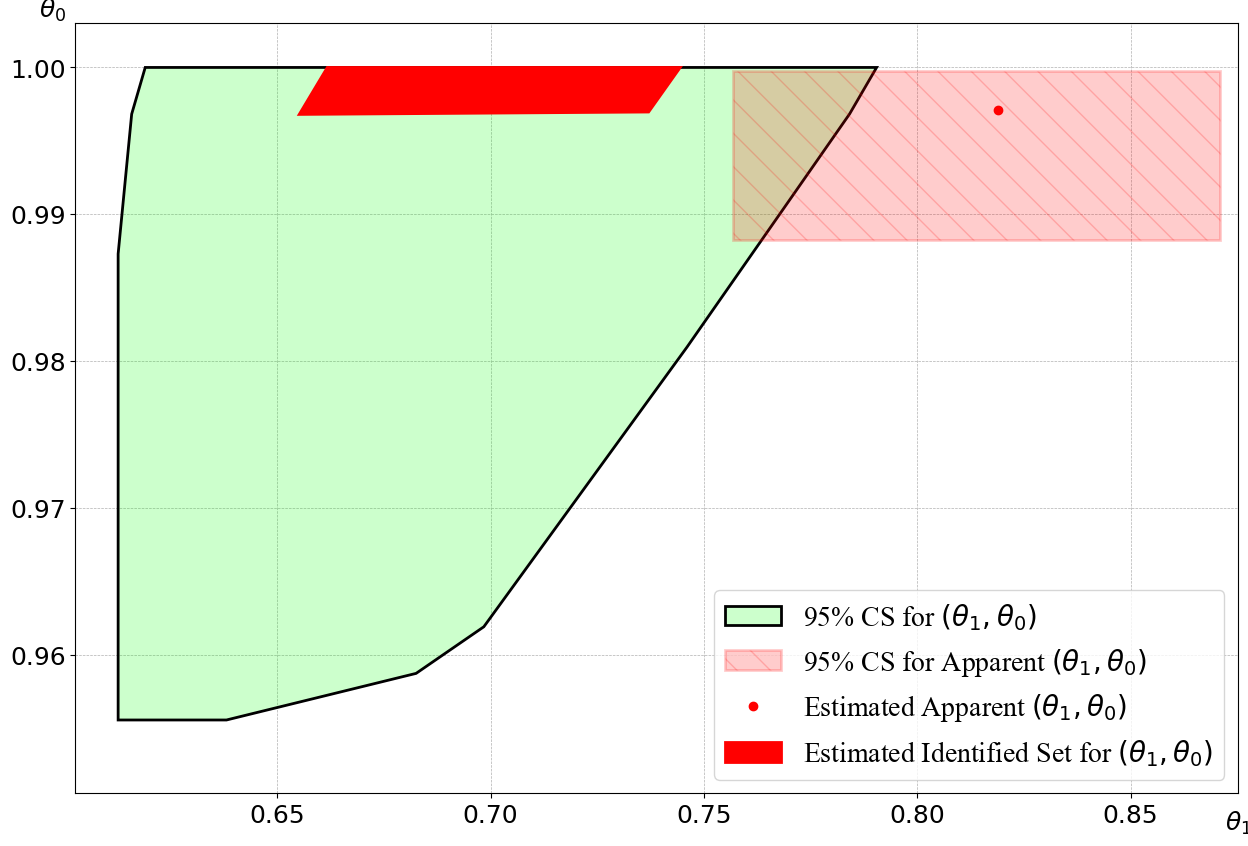 θ₀
1.00
0.99
0.98
0.97
0.96
0.65 0.70 0.75 0.80 0.85
θ₁
95% CS for (θ₁, θ₀)
95% CS for Apparent (θ₁, θ₀)
Estimated Apparent (θ₁, θ₀)
Estimated Identified Set for (θ₁, θ₀)